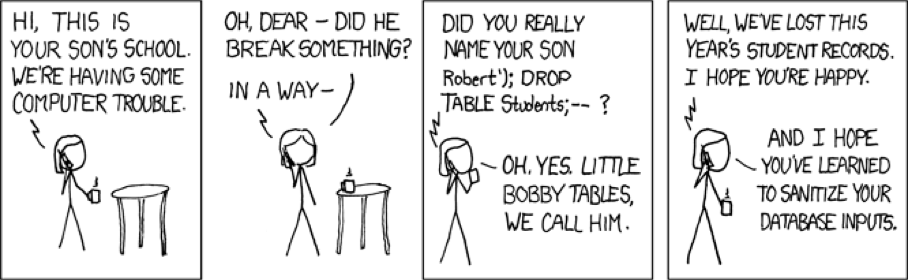 HI, THIS IS
YOUR SON'S SCHOOL.
WE'RE HAVING SOME
COMPUTER TROUBLE.
OH, DEAR – DID HE
BREAK SOMETHING?
IN A WAY–
DID YOU REALLY
NAME YOUR SON
Robert'); DROP
TABLE Students;-- ?
OH, YES. LITTLE
BOBBY TABLES,
WE CALL HIM.
WELL, WE'VE LOST THIS
YEAR'S STUDENT RECORDS.
I HOPE YOU'RE HAPPY.
AND I HOPE
YOU'VE LEARNED
TO SANITIZE YOUR
DATABASE INPUTS.